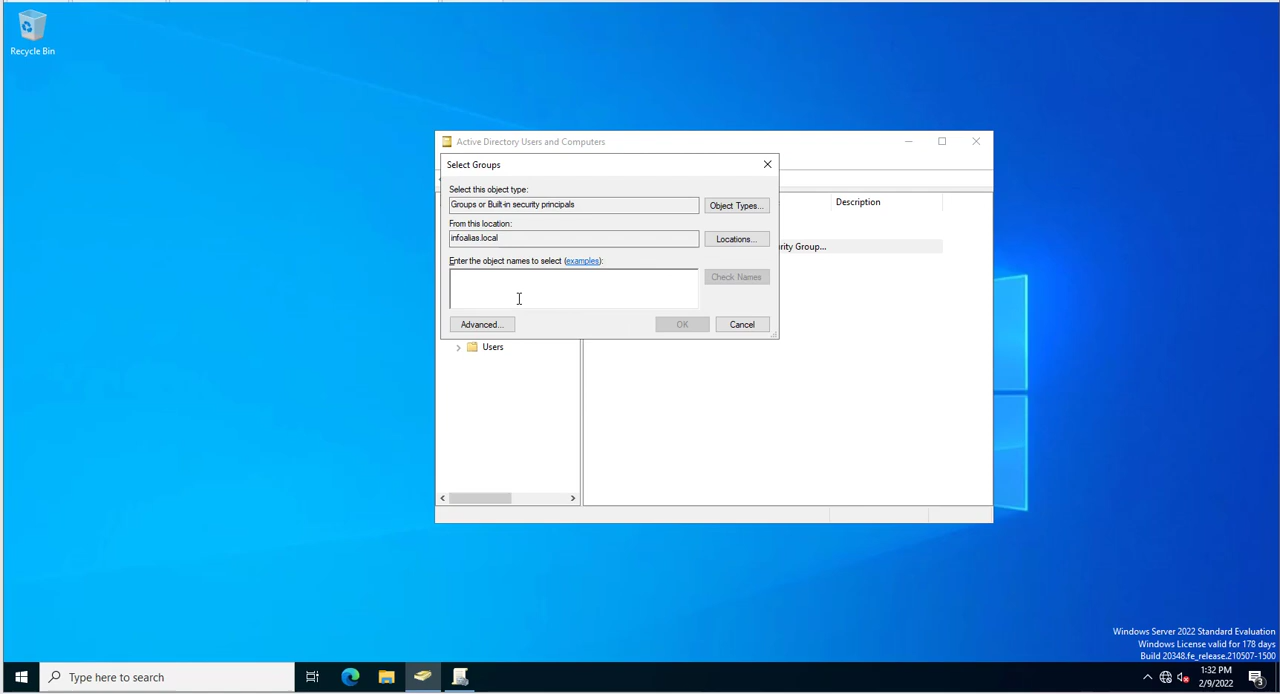 Recycle Bin
Active Directory Users and Computers
Select Groups
Select this object type:
Groups or Built-in security principals
Object Types...
From this location:
infoalias.local
Locations...
Enter the object names to select (examples):
Check Names
Advanced...
OK
Cancel
Description
rity Group...
Users
Windows Server 2022 Standard Evaluation
Windows License valid for 178 days
Build 20348.fe_release.210507-1500
Type here to search
1:32 PM
2/9/2022
3